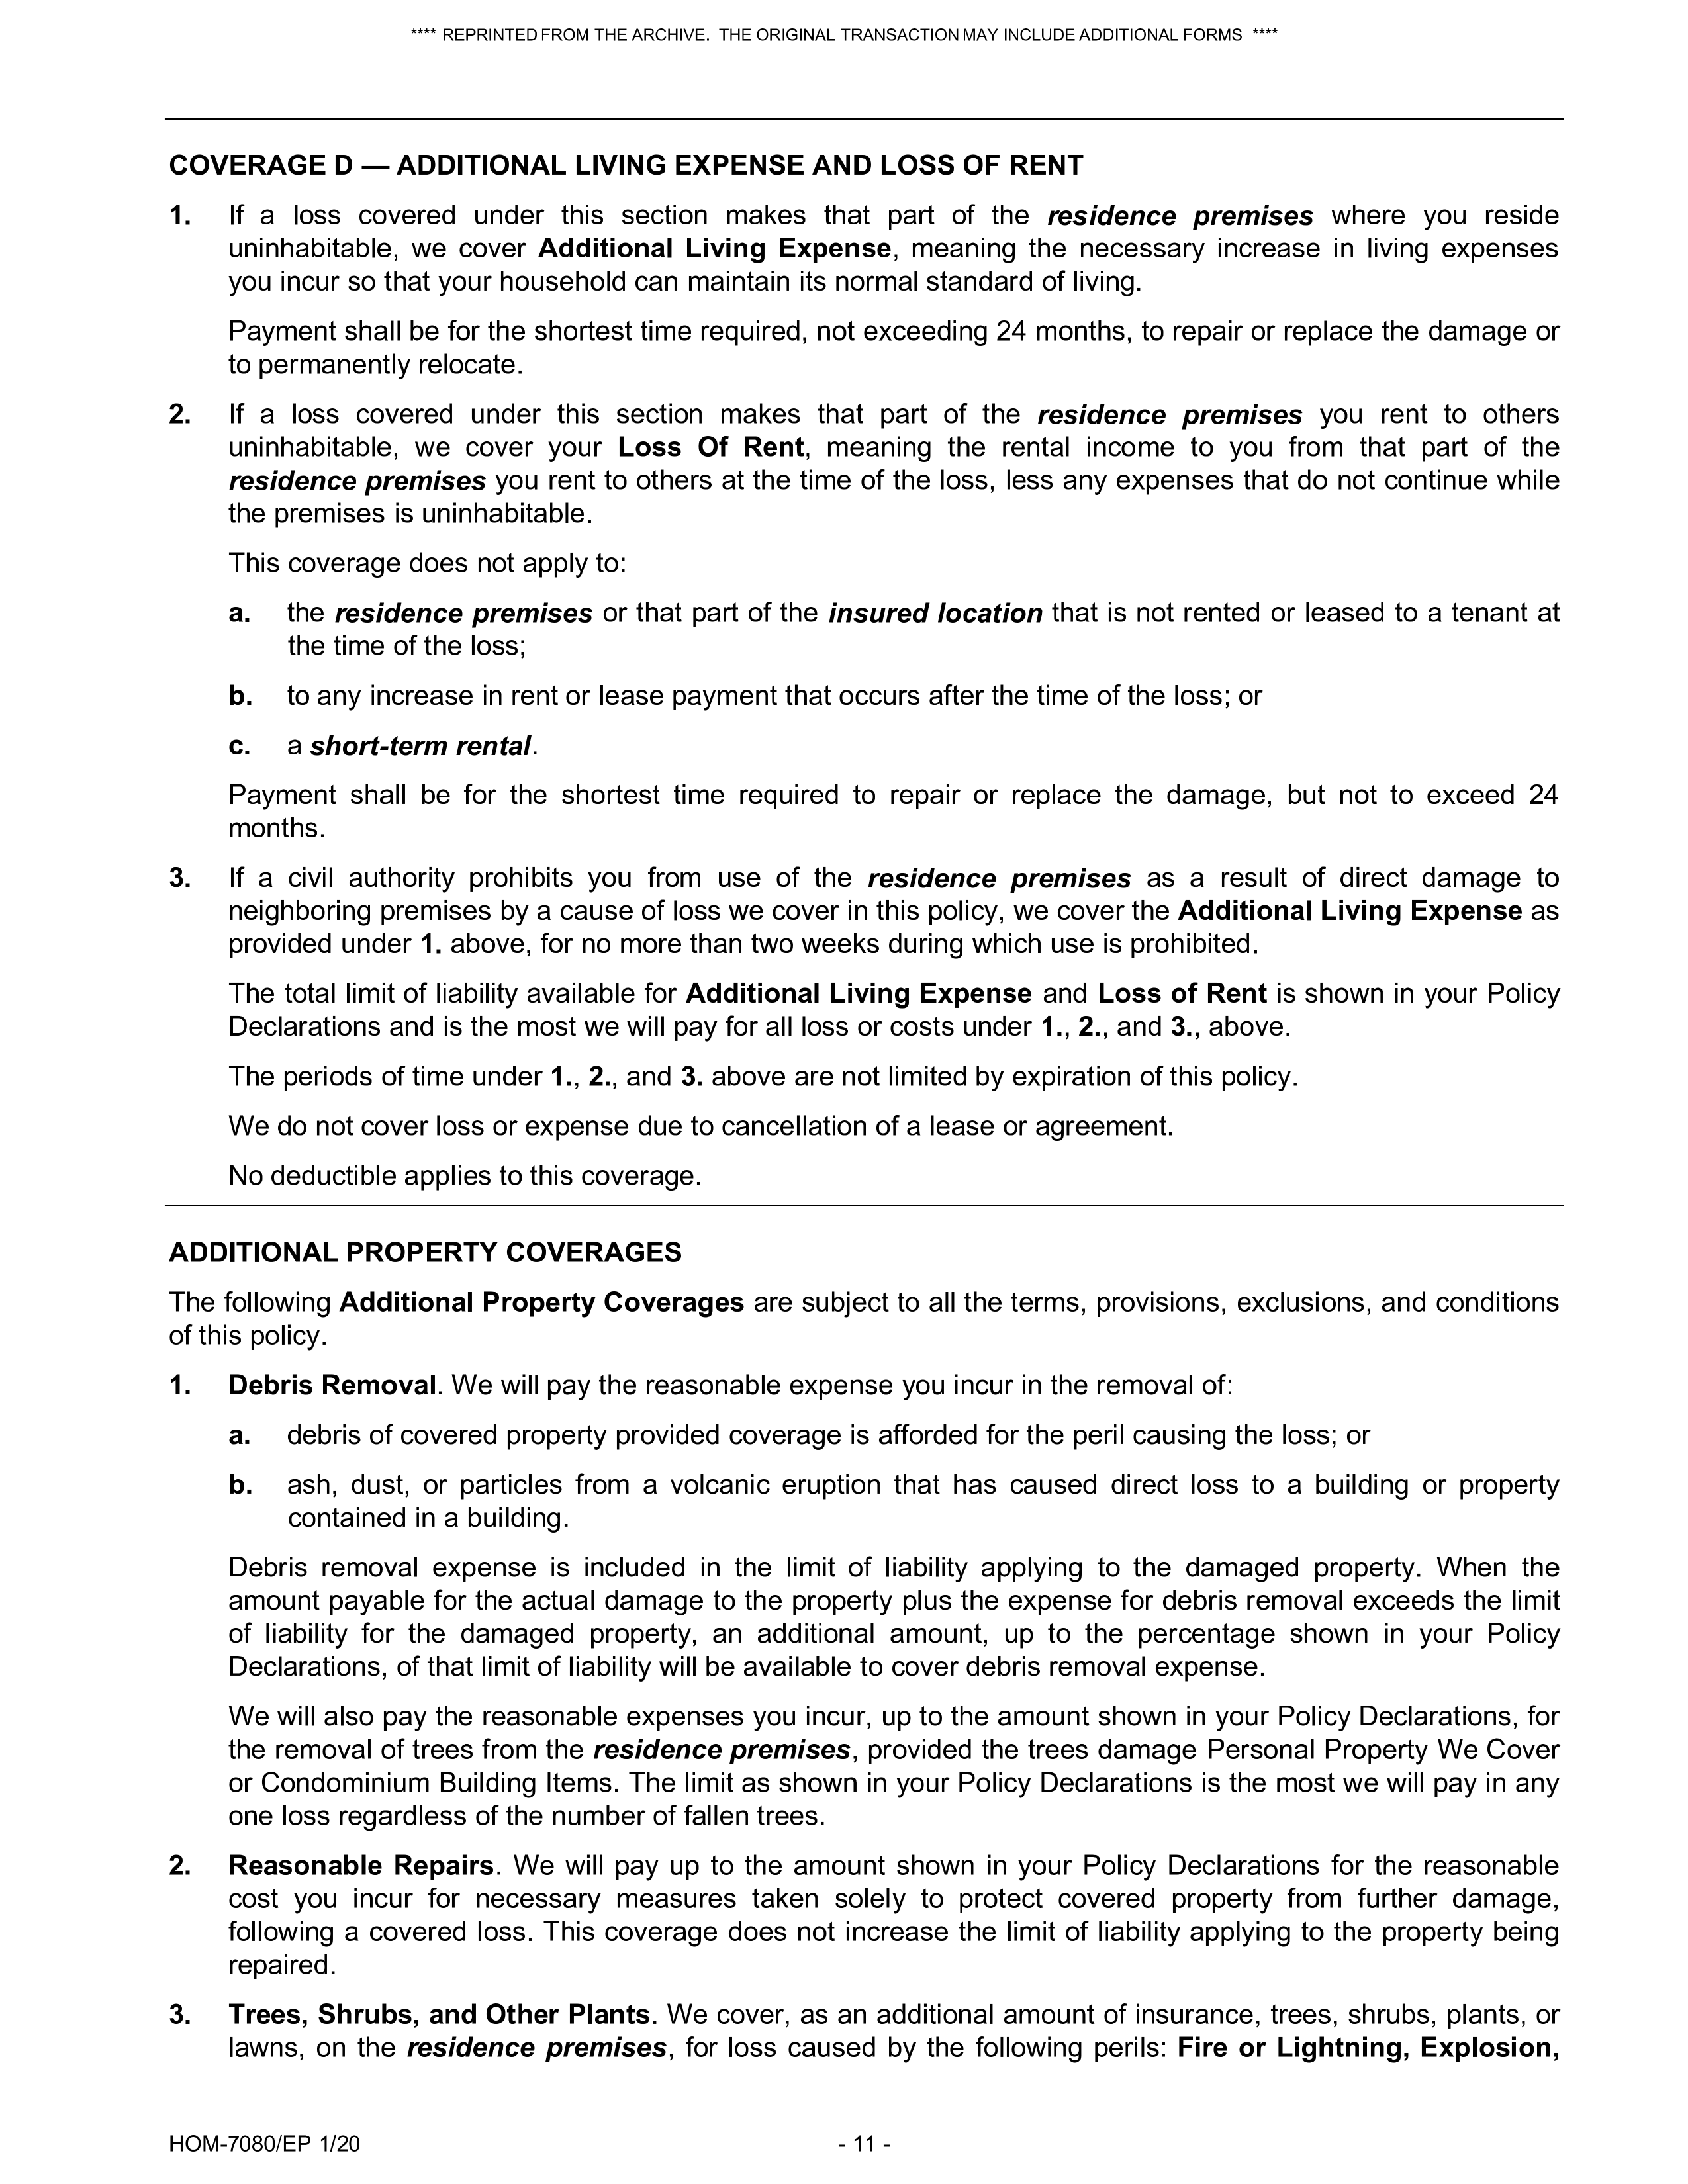 **** REPRINTED FROM THE ARCHIVE. THE ORIGINAL TRANSACTION MAY INCLUDE ADDITIONAL FORMS ****
COVERAGE D — ADDITIONAL LIVING EXPENSE AND LOSS OF RENT
1. If a loss covered under this section makes that part of the residence premises where you reside
uninhabitable, we cover Additional Living Expense, meaning the necessary increase in living expenses
you incur so that your household can maintain its normal standard of living.
Payment shall be for the shortest time required, not exceeding 24 months, to repair or replace the damage or
to permanently relocate.
2. If a loss covered under this section makes that part of the residence premises you rent to others
uninhabitable, we cover your Loss Of Rent, meaning the rental income to you from that part of the
residence premises you rent to others at the time of the loss, less any expenses that do not continue while
the premises is uninhabitable.
This coverage does not apply to:
a. the residence premises or that part of the insured location that is not rented or leased to a tenant at
the time of the loss;
b. to any increase in rent or lease payment that occurs after the time of the loss; or
c. a short-term rental.
Payment shall be for the shortest time required to repair or replace the damage, but not to exceed 24
months.
3. If a civil authority prohibits you from use of the residence premises as a result of direct damage to
neighboring premises by a cause of loss we cover in this policy, we cover the Additional Living Expense as
provided under 1. above, for no more than two weeks during which use is prohibited.
The total limit of liability available for Additional Living Expense and Loss of Rent is shown in your Policy
Declarations and is the most we will pay for all loss or costs under 1., 2., and 3., above.
The periods of time under 1., 2., and 3. above are not limited by expiration of this policy.
We do not cover loss or expense due to cancellation of a lease or agreement.
No deductible applies to this coverage.
ADDITIONAL PROPERTY COVERAGES
The following Additional Property Coverages are subject to all the terms, provisions, exclusions, and conditions
of this policy.
1. Debris Removal. We will pay the reasonable expense you incur in the removal of:
a. debris of covered property provided coverage is afforded for the peril causing the loss; or
b. ash, dust, or particles from a volcanic eruption that has caused direct loss to a building or property
contained in a building.
Debris removal expense is included in the limit of liability applying to the damaged property. When the
amount payable for the actual damage to the property plus the expense for debris removal exceeds the limit
of liability for the damaged property, an additional amount, up to the percentage shown in your Policy
Declarations, of that limit of liability will be available to cover debris removal expense.
We will also pay the reasonable expenses you incur, up to the amount shown in your Policy Declarations, for
the removal of trees from the residence premises, provided the trees damage Personal Property We Cover
or Condominium Building Items. The limit as shown in your Policy Declarations is the most we will pay in any
one loss regardless of the number of fallen trees.
2. Reasonable Repairs. We will pay up to the amount shown in your Policy Declarations for the reasonable
cost you incur for necessary measures taken solely to protect covered property from further damage,
following a covered loss. This coverage does not increase the limit of liability applying to the property being
repaired.
3. Trees, Shrubs, and Other Plants. We cover, as an additional amount of insurance, trees, shrubs, plants, or
lawns, on the residence premises, for loss caused by the following perils: Fire or Lightning, Explosion,
HOM-7080/EP 1/20 - 11 -